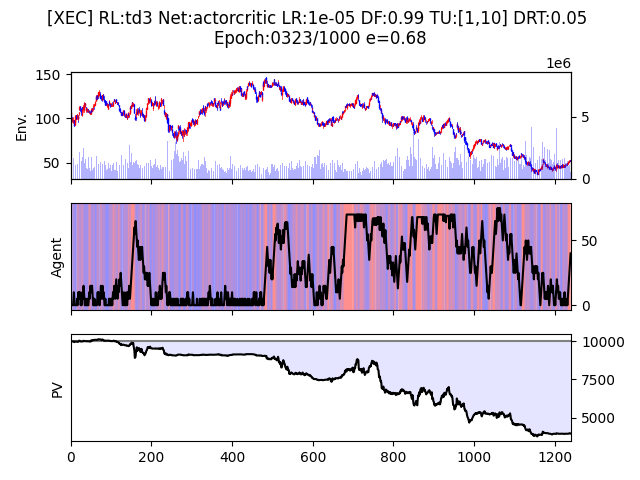 [XEC] RL:td3 Net:actorcritic LR:1e-05 DF:0.99 TU:[1,10] DRT:0.05
Epoch:0323/1000 e=0.68
1e6
150
100
50
Env.
5
0
Agent
50
0
PV
10000
7500
5000
0 200 400 600 800 1000 1200